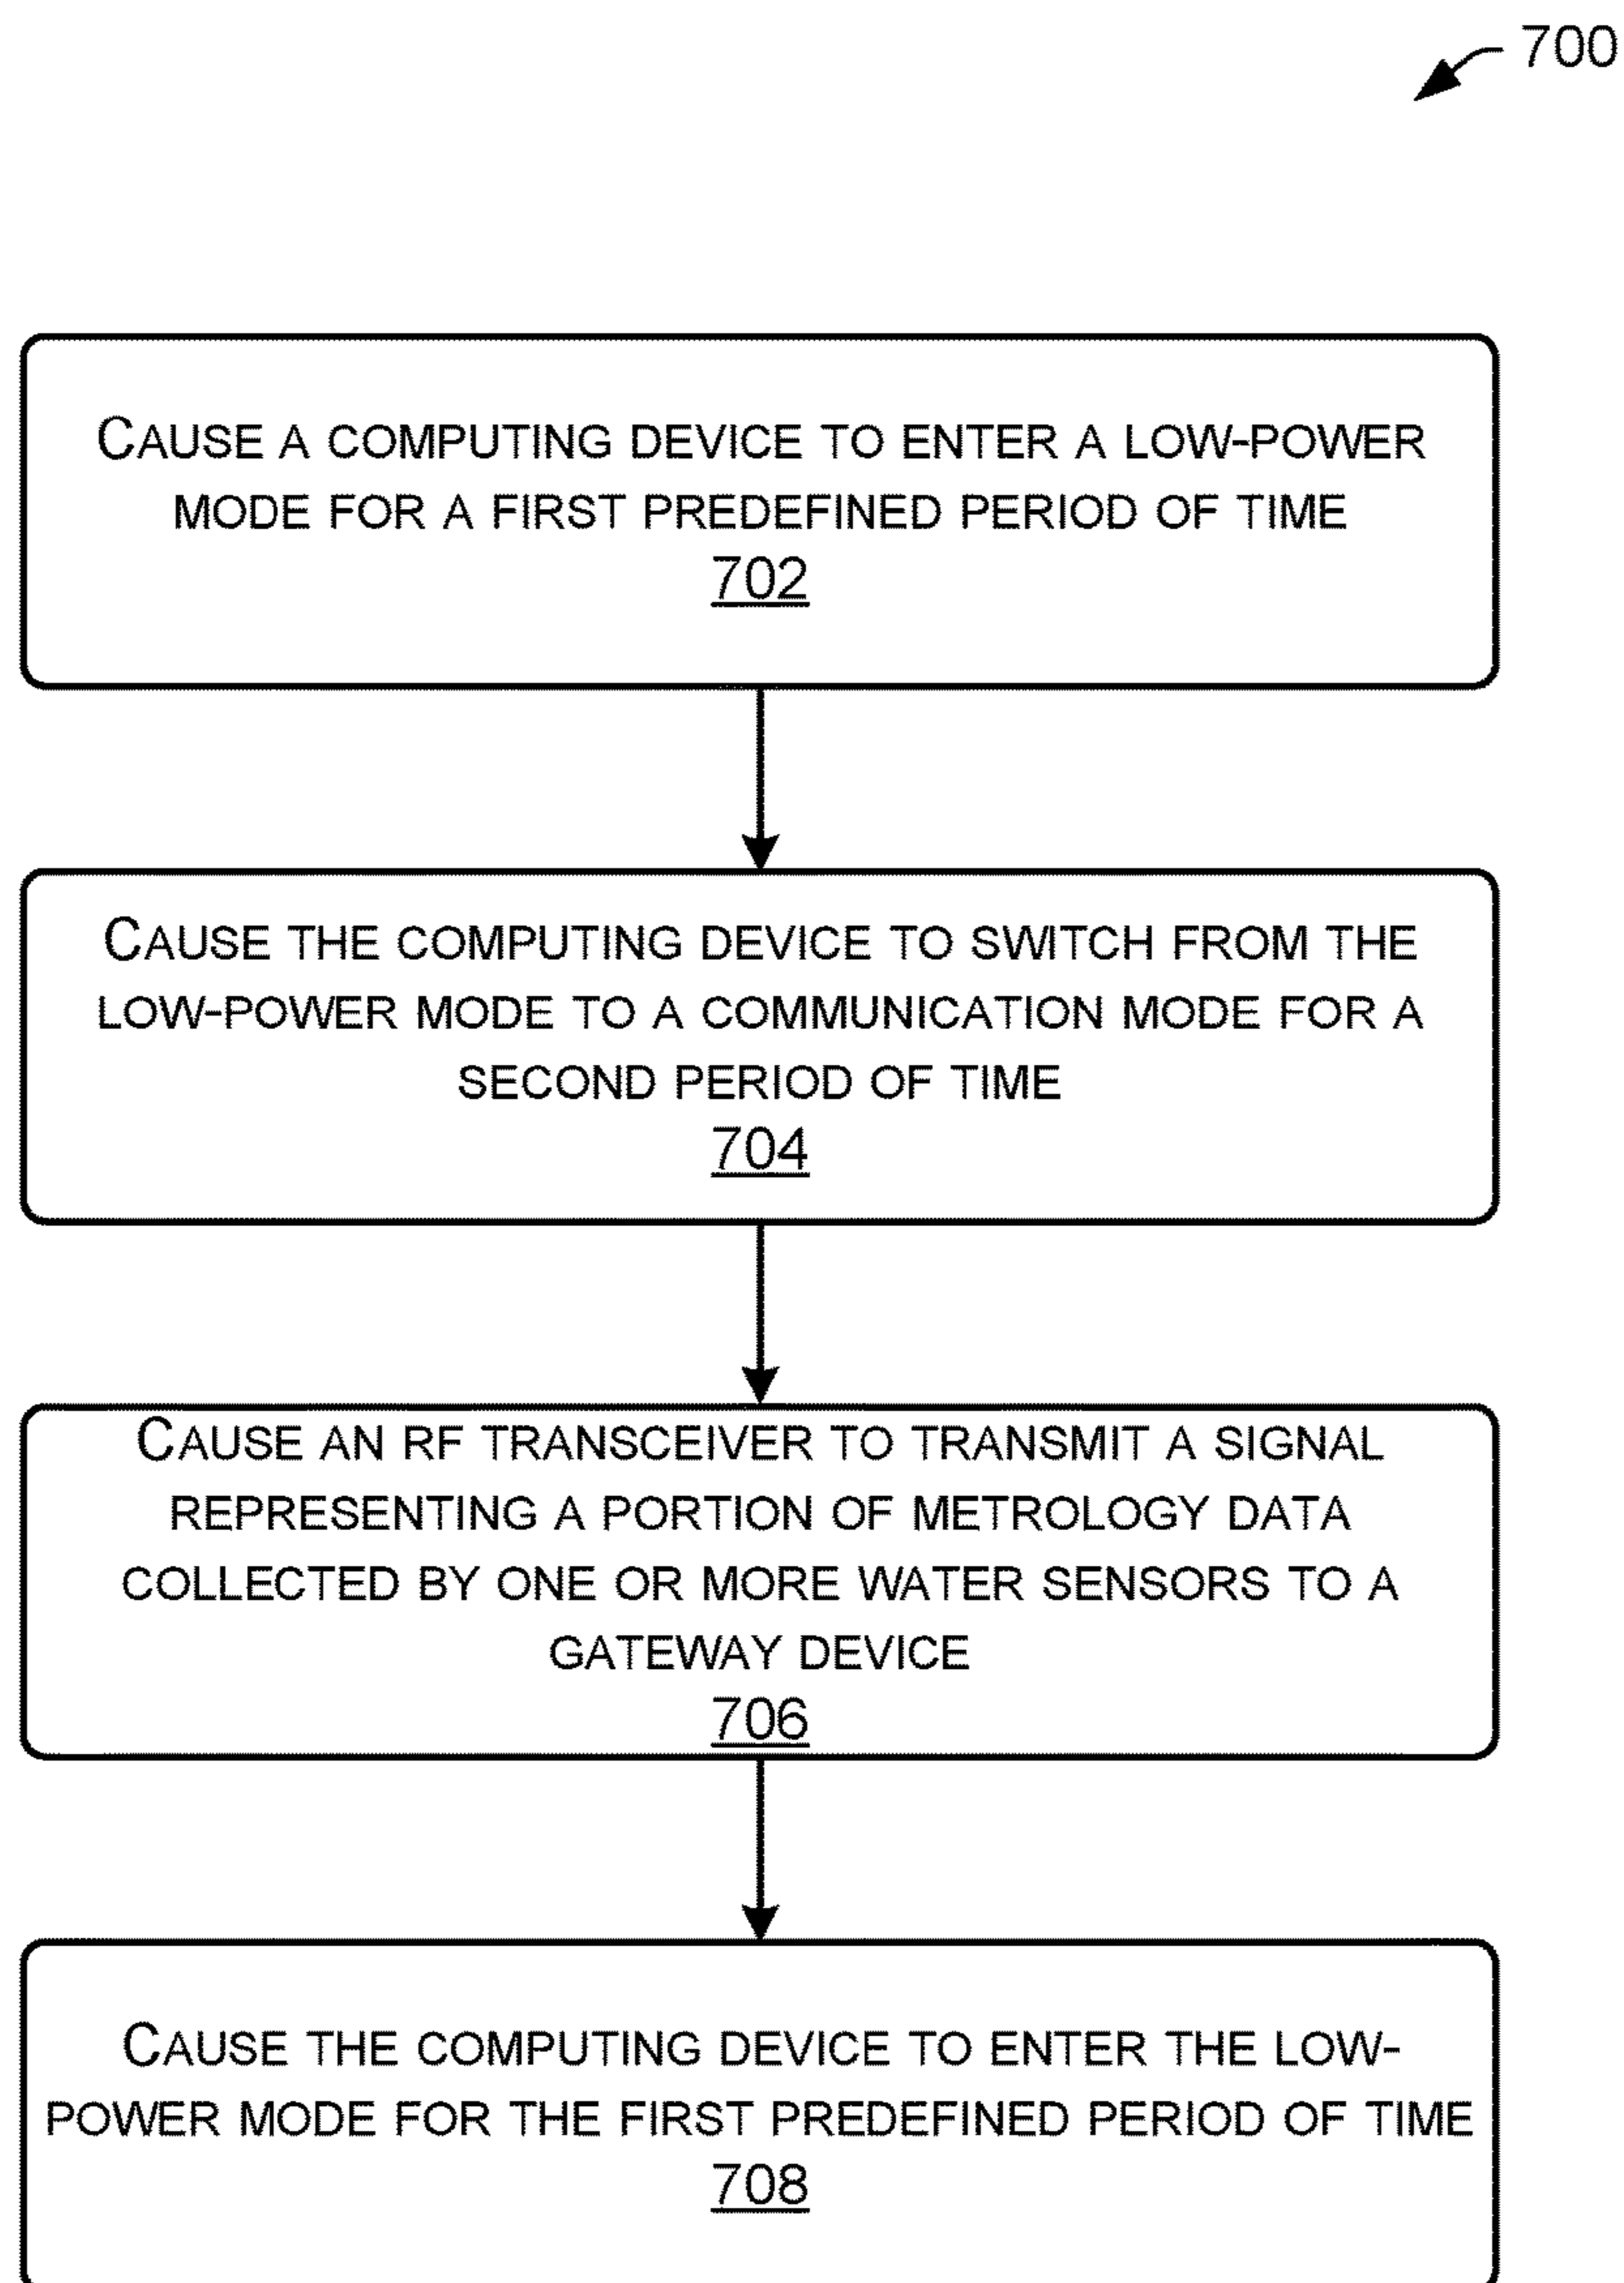 700
CAUSE A COMPUTING DEVICE TO ENTER A LOW-POWER
MODE FOR A FIRST PREDEFINED PERIOD OF TIME
702
CAUSE THE COMPUTING DEVICE TO SWITCH FROM THE
LOW-POWER MODE TO A COMMUNICATION MODE FOR A
SECOND PERIOD OF TIME
704
CAUSE AN RF TRANSCEIVER TO TRANSMIT A SIGNAL
REPRESENTING A PORTION OF METROLOGY DATA
COLLECTED BY ONE OR MORE WATER SENSORS TO A
GATEWAY DEVICE
706
CAUSE THE COMPUTING DEVICE TO ENTER THE LOW-
POWER MODE FOR THE FIRST PREDEFINED PERIOD OF TIME
708